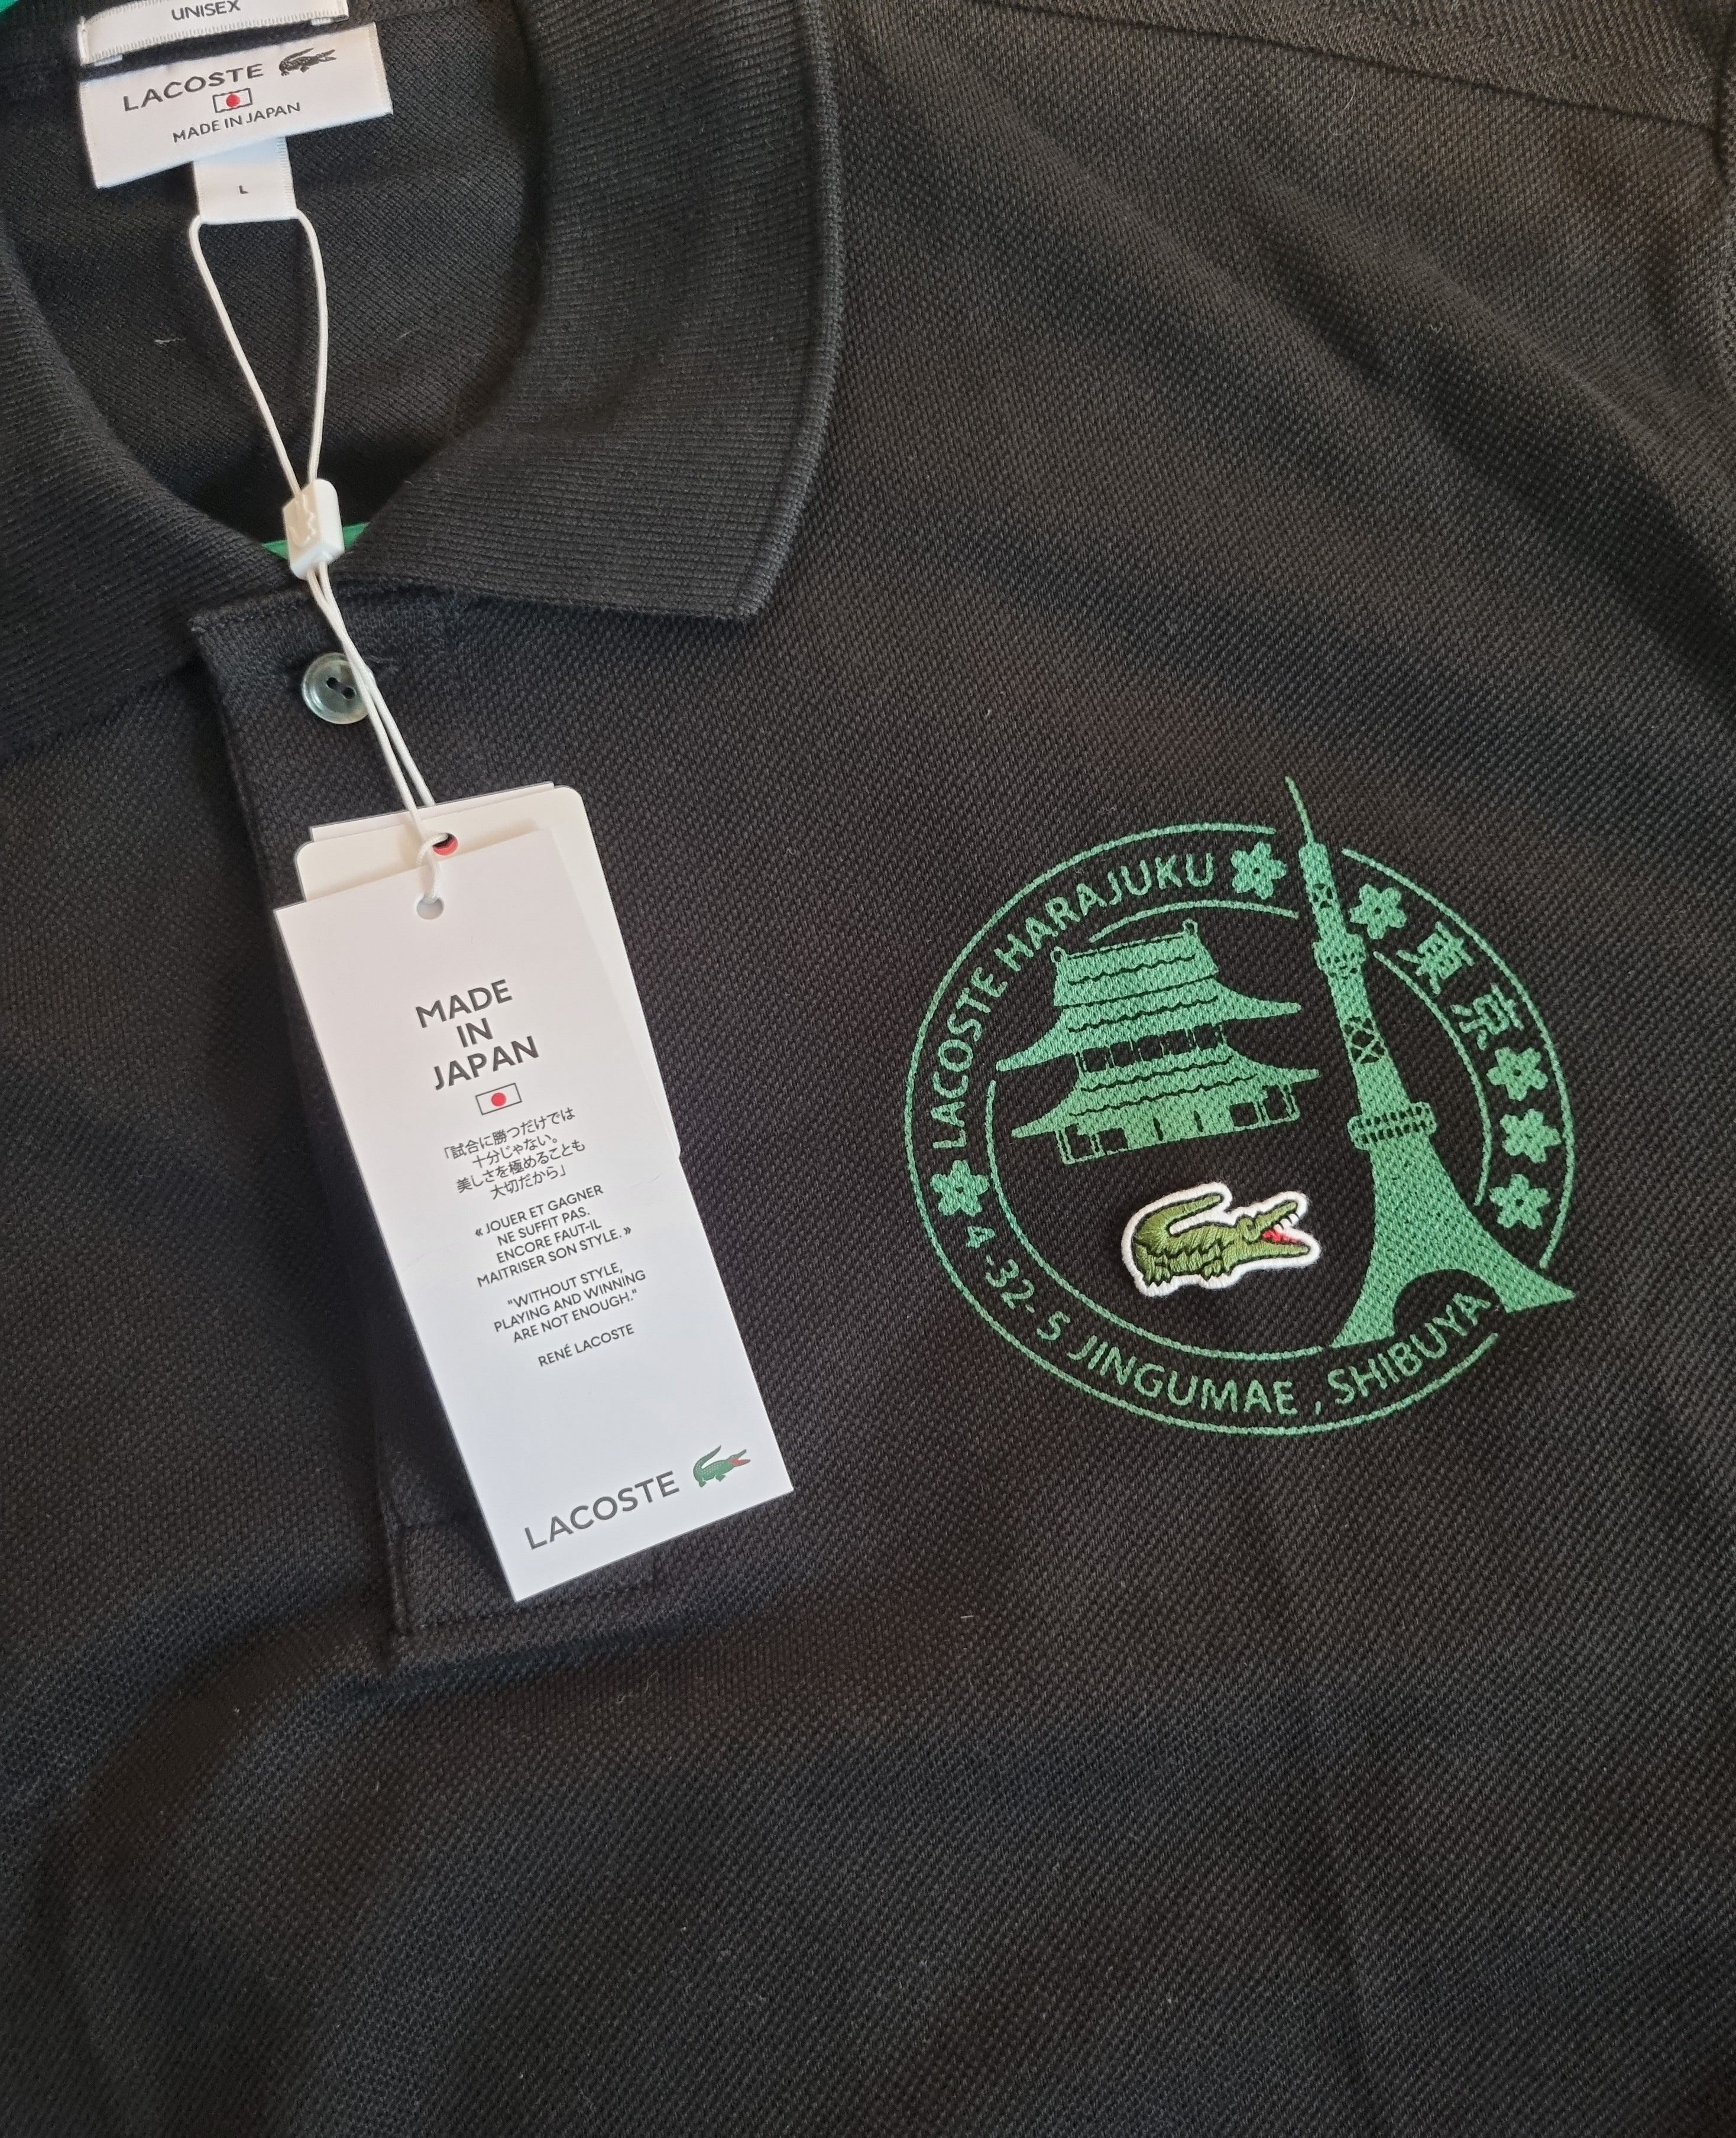 UNISEX
LACOSTE
MADE IN JAPAN
L
MADE
IN
JAPAN
「試合に勝つだけでは
十分じゃない。
美しさを極めることも
大切だから」
« JOUER ET GAGNER
NE SUFFIT PAS.
ENCORE FAUT-IL
MAITRISER SON STYLE. »
"WITHOUT STYLE,
PLAYING AND WINNING
ARE NOT ENOUGH."
RENÉ LACOSTE
LACOSTE
LACOSTE HARAJUKU
東京
4-32-5 JINGUMAE , SHIBUYA